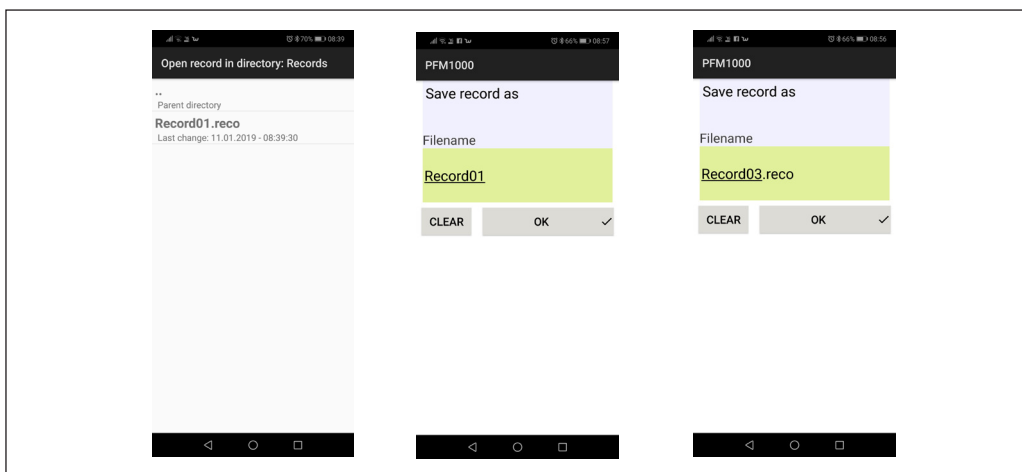 70% 08:39
Open record in directory: Records
..
Parent directory
Record01.reco
Last change: 11.01.2019 - 08:39:30
66% 08:57
PFM1000
Save record as
Filename
Record01
CLEAR
OK
66% 08:56
PFM1000
Save record as
Filename
Record03.reco
CLEAR
OK